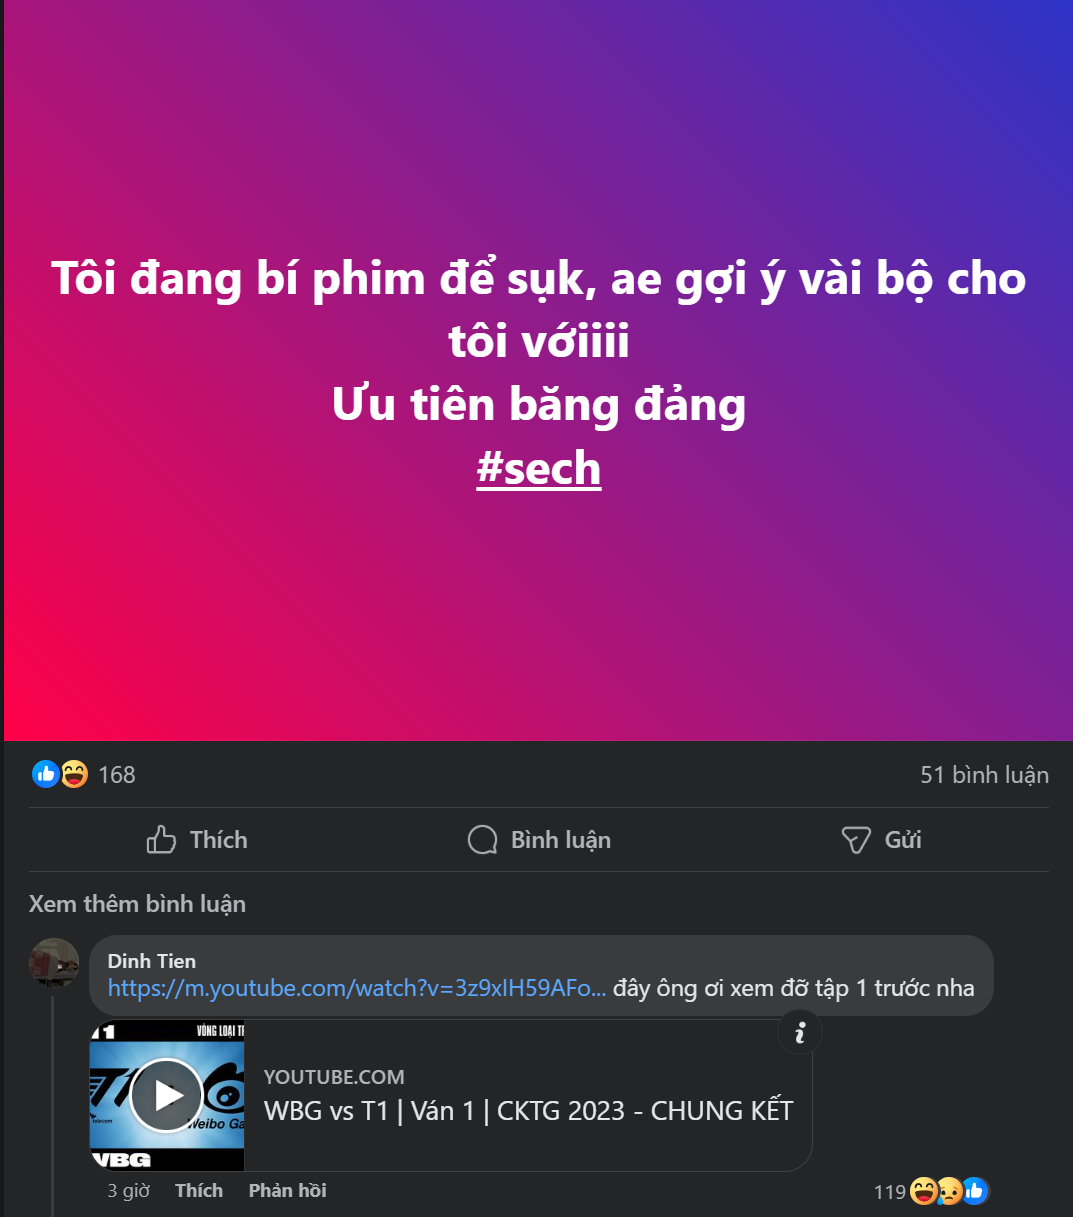 Tôi đang bí phim để sụk, ae gợi ý vài bộ cho
tôi vớiiii
Ưu tiên băng đảng
#sech
168
51 bình luận
Thích
Bình luận
Gửi
Xem thêm bình luận
Dinh Tien
https://m.youtube.com/watch?v=3z9xIH59AFo... đây ông ơi xem đỡ tập 1 trước nha
VÒNG LOẠI TR
T1
telecom
Weibo Ga
WBG
YOUTUBE.COM
WBG vs T1 | Ván 1 | CKTG 2023 - CHUNG KẾT
3 giờ
Thích
Phản hồi
119